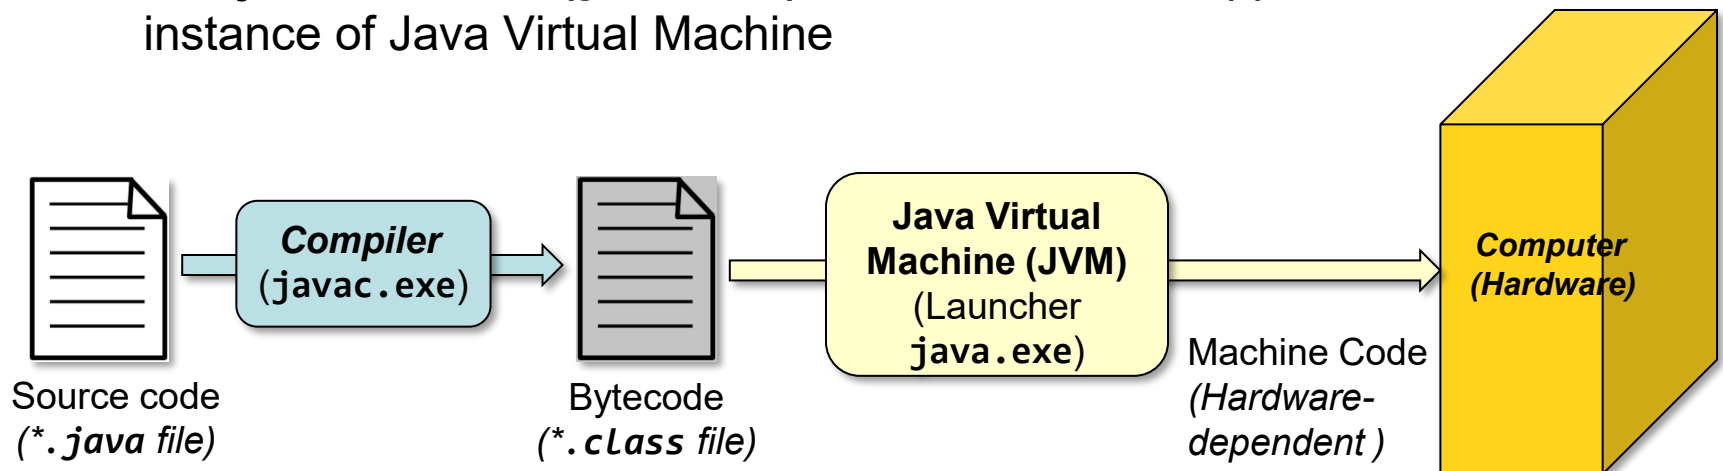 instance of Java Virtual Machine
Compiler
(javac.exe)
Java Virtual
Machine (JVM)
(Launcher
java.exe)
Computer
(Hardware)
Source code
(*.java file)
Bytecode
(*.class file)
Machine Code
(Hardware-
dependent )